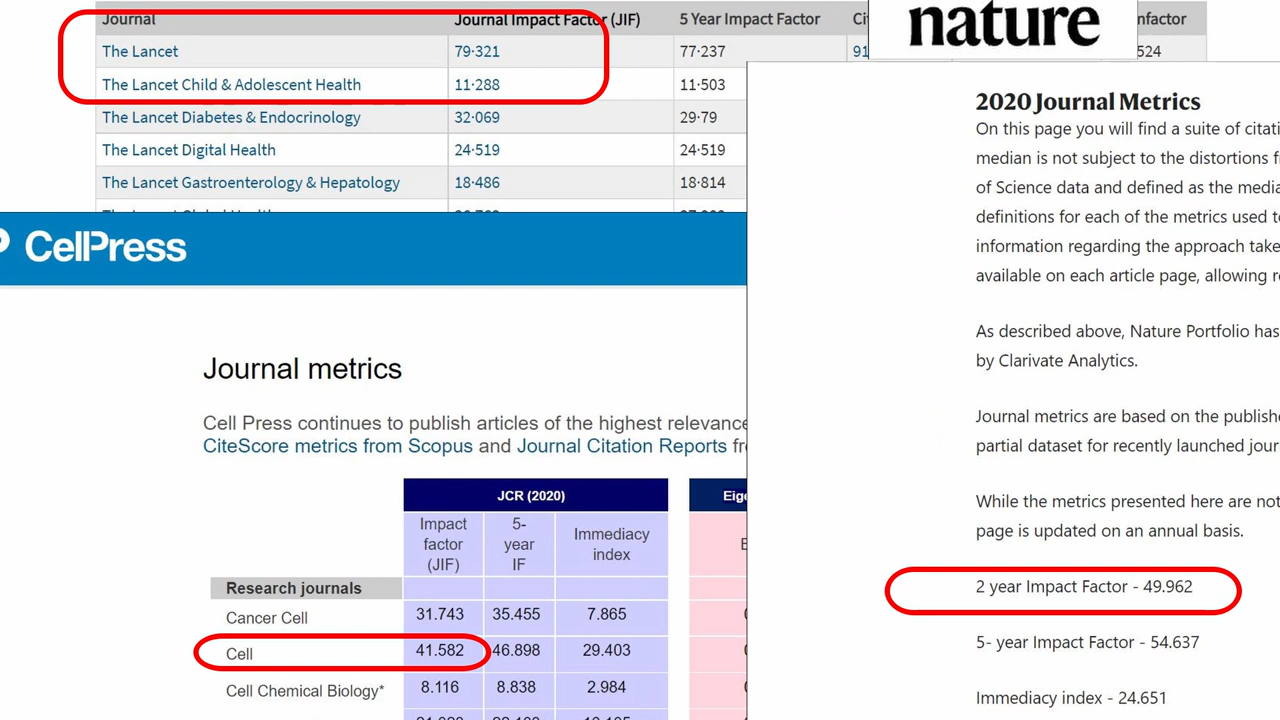 Journal Journal Impact Factor (JIF) 5 Year Impact Factor
The Lancet 79·321 77·237 91 524
The Lancet Child & Adolescent Health 11·288 11·503
The Lancet Diabetes & Endocrinology 32·069 29·79
The Lancet Digital Health 24·519 24·519
The Lancet Gastroenterology & Hepatology 18·486 18·814
CellPress
Journal metrics
Cell Press continues to publish articles of the highest relevance
CiteScore metrics from Scopus and Journal Citation Reports
JCR (2020)
Impact factor (JIF) 5-year IF Immediacy index
Research journals
Cancer Cell 31.743 35.455 7.865
Cell 41.582 46.898 29.403
Cell Chemical Biology* 8.116 8.838 2.984
nature
2020 Journal Metrics
On this page you will find a suite of
median is not subject to the distortions
of Science data and defined as the
definitions for each of the metrics used
information regarding the approach
available on each article page, allowing
As described above, Nature Portfolio has
by Clarivate Analytics.
Journal metrics are based on the
partial dataset for recently launched
While the metrics presented here are not
page is updated on an annual basis.
2 year Impact Factor - 49.962
5- year Impact Factor - 54.637
Immediacy index - 24.651